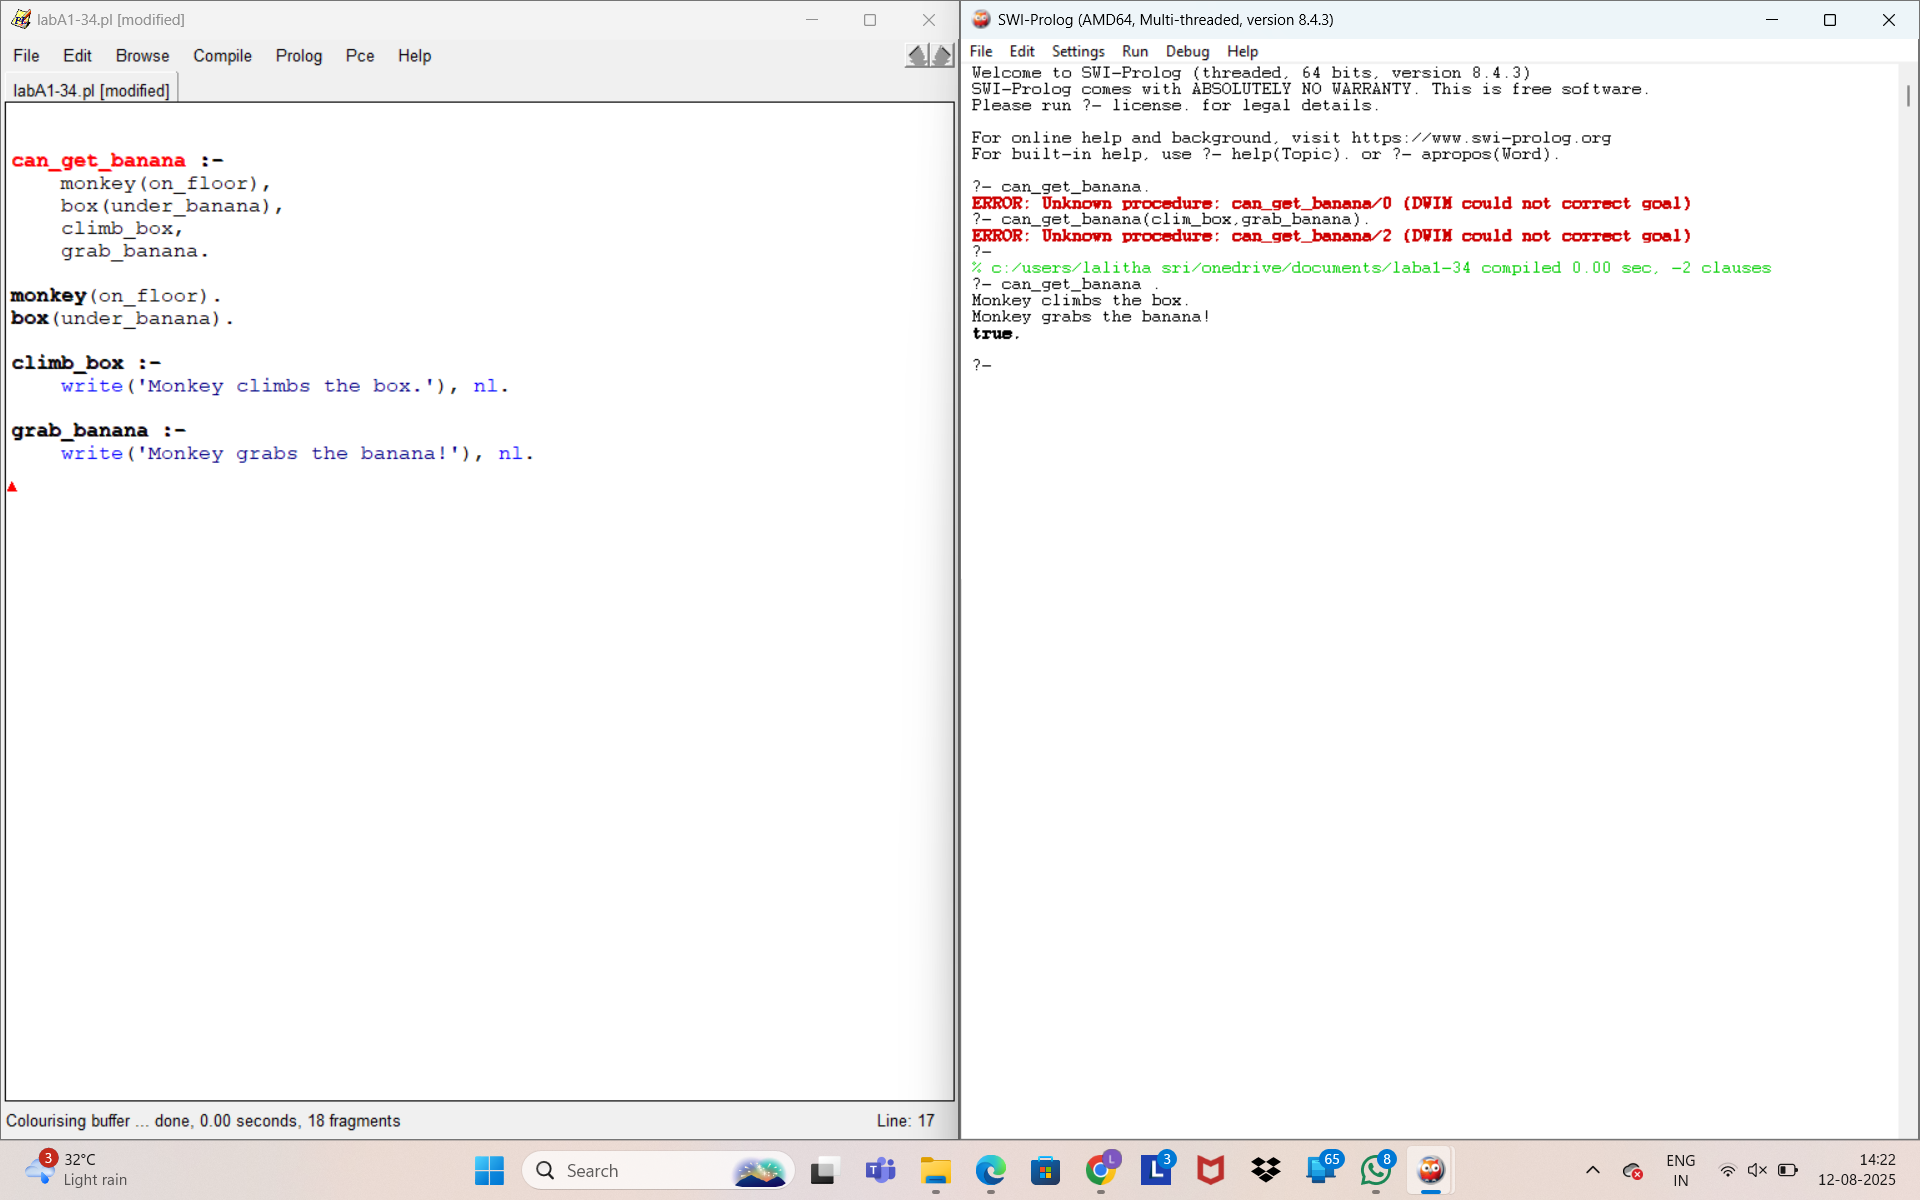 labA1-34.pl [modified]
File Edit Browse Compile Prolog Pce Help
labA1-34.pl [modified]
can_get_banana :-
    monkey(on_floor),
    box(under_banana),
    climb_box,
    grab_banana.
monkey(on_floor).
box(under_banana).
climb_box :-
    write('Monkey climbs the box.'), nl.
grab_banana :-
    write('Monkey grabs the banana!'), nl.
Colourising buffer ... done, 0.00 seconds, 18 fragments
Line: 17
SWI-Prolog (AMD64, Multi-threaded, version 8.4.3)
File Edit Settings Run Debug Help
Welcome to SWI-Prolog (threaded, 64 bits, version 8.4.3)
SWI-Prolog comes with ABSOLUTELY NO WARRANTY. This is free software.
Please run ?- license. for legal details.
For online help and background, visit https://www.swi-prolog.org
For built-in help, use ?- help(Topic). or ?- apropos(Word).
?- can_get_banana.
ERROR: Unknown procedure: can_get_banana/0 (DWIM could not correct goal)
?- can_get_banana(clim_box,grab_banana).
ERROR: Unknown procedure: can_get_banana/2 (DWIM could not correct goal)
?-
% c:/users/lalitha sri/onedrive/documents/laba1-34 compiled 0.00 sec, -2 clauses
?- can_get_banana .
Monkey climbs the box.
Monkey grabs the banana!
true.
?-
3
32°C
Light rain
Search
L
L
3
65
8
ENG
IN
14:22
12-08-2025